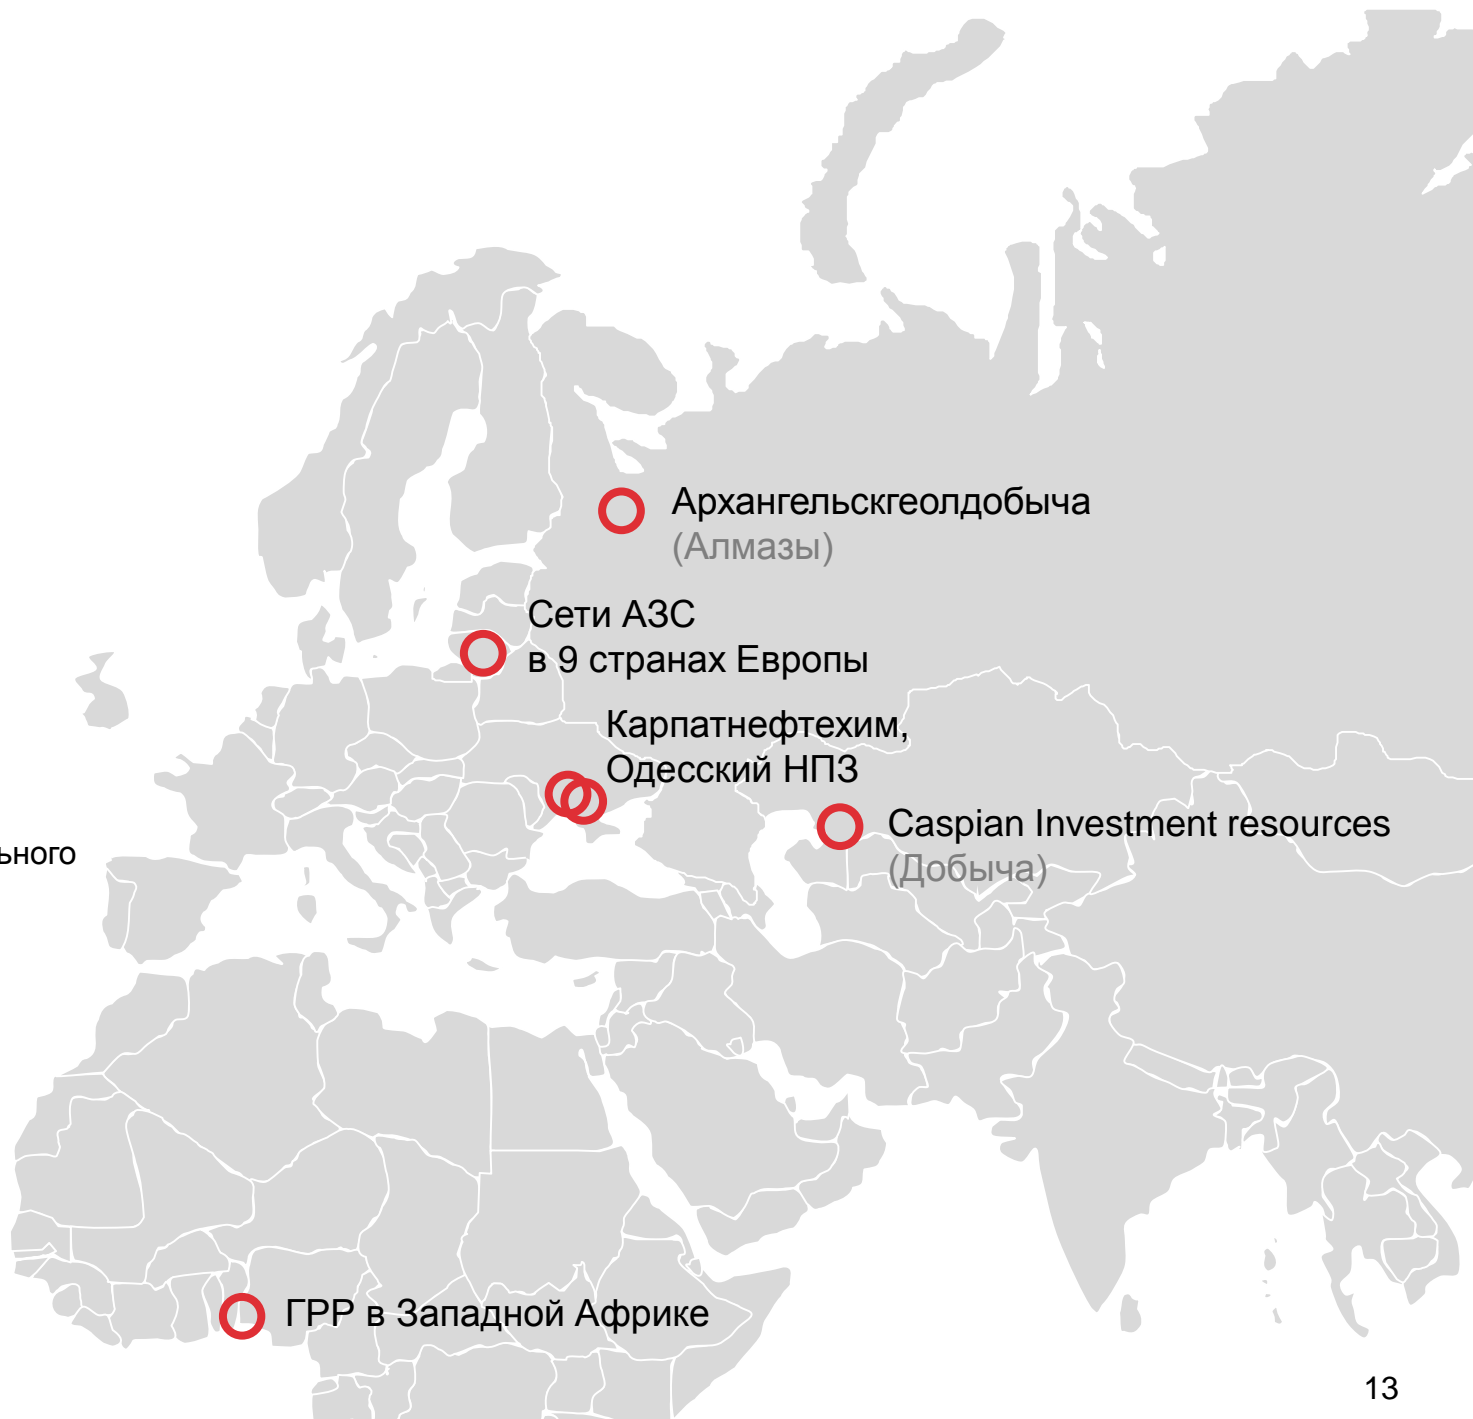 Архангельскгеолдобыча
(Алмазы)
Сети АЗС
в 9 странах Европы
Карпатнефтехим,
Одесский НПЗ
Caspian Investment resources
(Добыча)
ьного
ГРР в Западной Африке
13